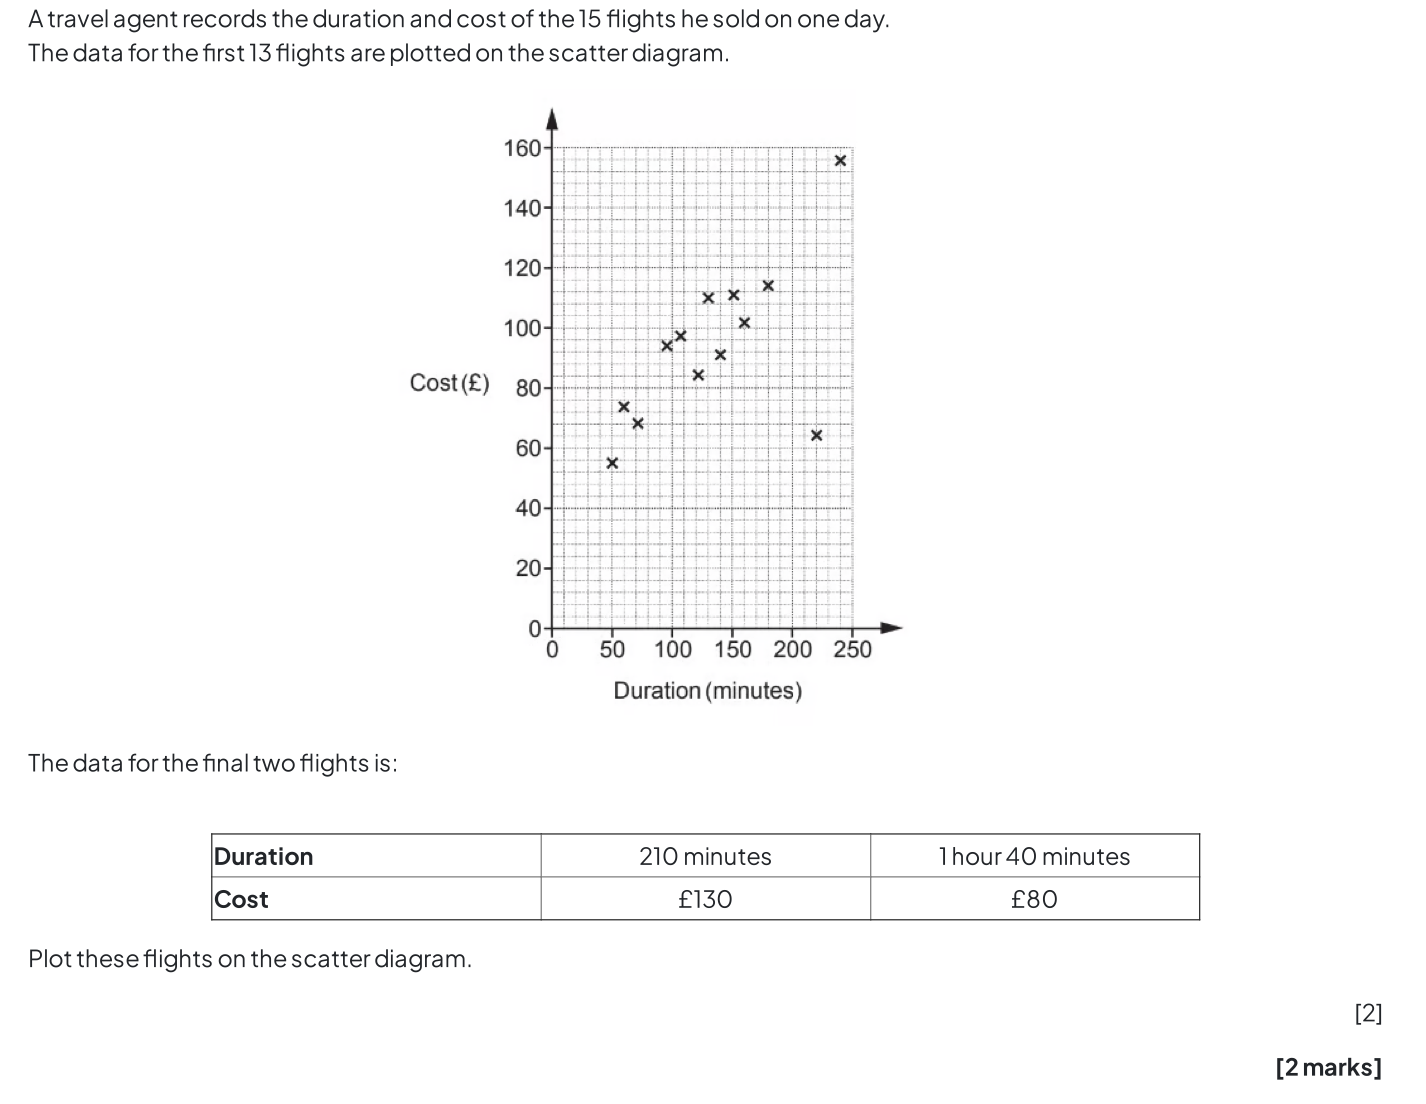 A travel agent records the duration and cost of the 15 flights he sold on one day.
The data for the first 13 flights are plotted on the scatter diagram.
160
140
120
100
Cost (£) 80
60
40
20
0
0 50 100 150 200 250
Duration (minutes)
The data for the final two flights is:
Duration 210 minutes 1 hour 40 minutes
Cost £130 £80
Plot these flights on the scatter diagram.
[2]
[2 marks]